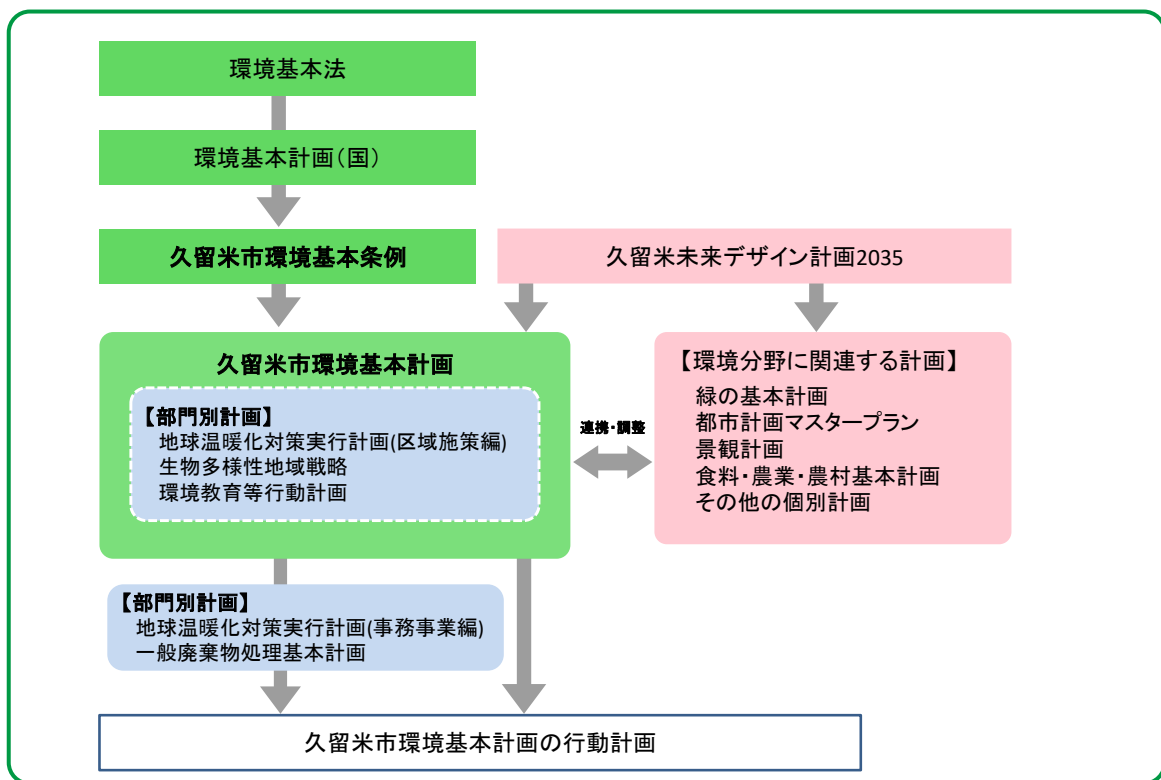 環境基本法
環境基本計画(国)
久留米市環境基本条例
久留米未来デザイン計画2035
久留米市環境基本計画
【部門別計画】
地球温暖化対策実行計画(区域施策編)
生物多様性地域戦略
環境教育等行動計画
連携・調整
【環境分野に関連する計画】
緑の基本計画
都市計画マスタープラン
景観計画
食料・農業・農村基本計画
その他の個別計画
【部門別計画】
地球温暖化対策実行計画(事務事業編)
一般廃棄物処理基本計画
久留米市環境基本計画の行動計画